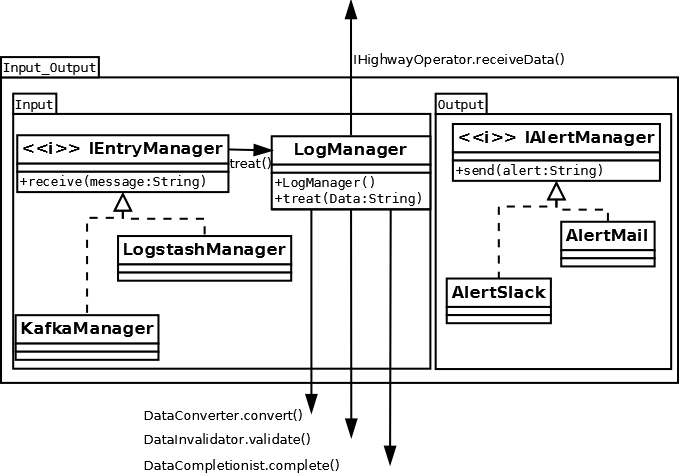 IHighwayOperator.receiveData()
Input_Output
Input
Output
<<i>> IEntryManager
+receive(message:String)
treat()
LogManager
+LogManager()
+treat(Data:String)
<<i>> IAlertManager
+send(alert:String)
LogstashManager
AlertMail
AlertSlack
KafkaManager
DataConverter.convert()
DataInvalidator.validate()
DataCompletionist.complete()